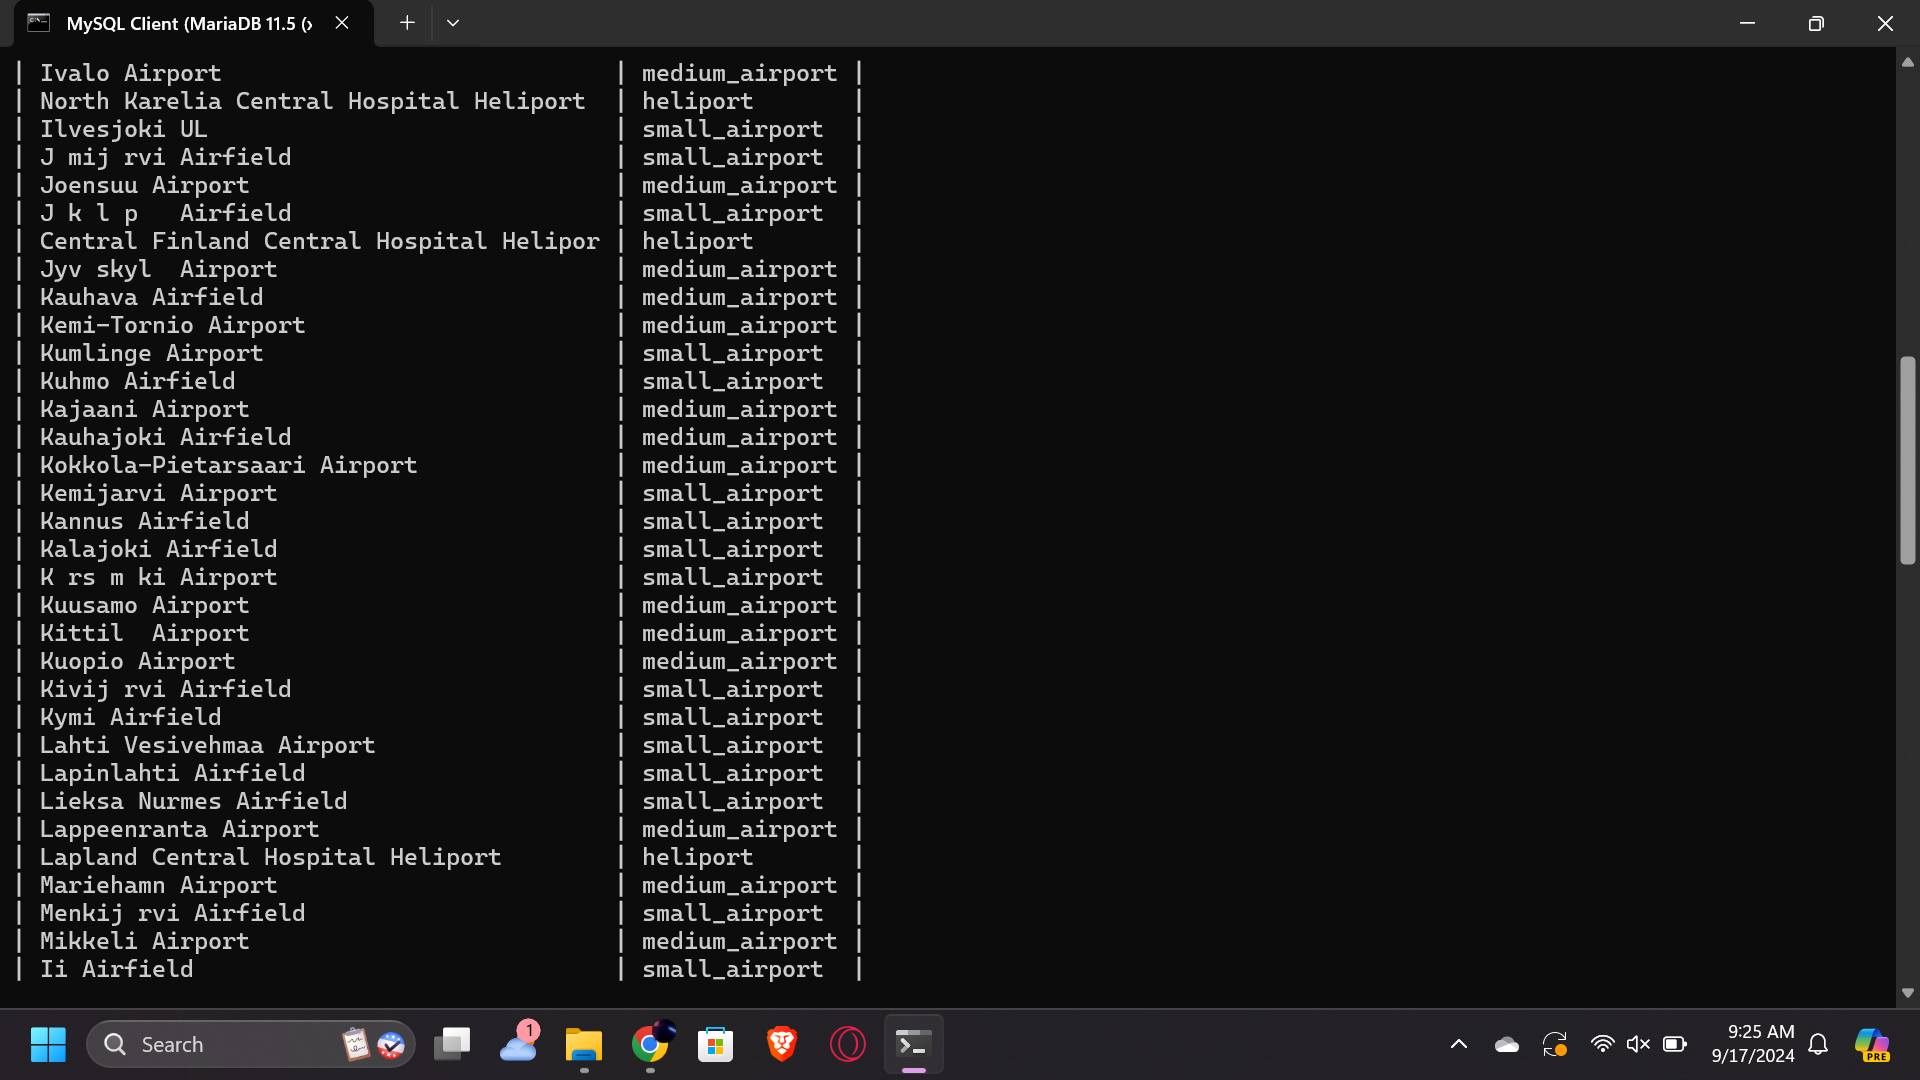 MySQL Client (MariaDB 11.5 (x
| Ivalo Airport                            | medium_airport |
| North Karelia Central Hospital Heliport  | heliport       |
| Ilvesjoki UL                             | small_airport  |
| J mij rvi Airfield                       | small_airport  |
| Joensuu Airport                          | medium_airport |
| J k l p   Airfield                       | small_airport  |
| Central Finland Central Hospital Helipor | heliport       |
| Jyv skyl  Airport                        | medium_airport |
| Kauhava Airfield                         | medium_airport |
| Kemi-Tornio Airport                      | medium_airport |
| Kumlinge Airport                         | small_airport  |
| Kuhmo Airfield                           | small_airport  |
| Kajaani Airport                          | medium_airport |
| Kauhajoki Airfield                       | medium_airport |
| Kokkola-Pietarsaari Airport              | medium_airport |
| Kemijarvi Airport                        | small_airport  |
| Kannus Airfield                          | small_airport  |
| Kalajoki Airfield                        | small_airport  |
| K rs m ki Airport                        | small_airport  |
| Kuusamo Airport                          | medium_airport |
| Kittil  Airport                          | medium_airport |
| Kuopio Airport                           | medium_airport |
| Kivij rvi Airfield                       | small_airport  |
| Kymi Airfield                            | small_airport  |
| Lahti Vesivehmaa Airport                 | small_airport  |
| Lapinlahti Airfield                      | small_airport  |
| Lieksa Nurmes Airfield                   | small_airport  |
| Lappeenranta Airport                     | medium_airport |
| Lapland Central Hospital Heliport        | heliport       |
| Mariehamn Airport                        | medium_airport |
| Menkij rvi Airfield                      | small_airport  |
| Mikkeli Airport                          | medium_airport |
| Ii Airfield                              | small_airport  |
Search
1
9:25 AM
9/17/2024
PRE